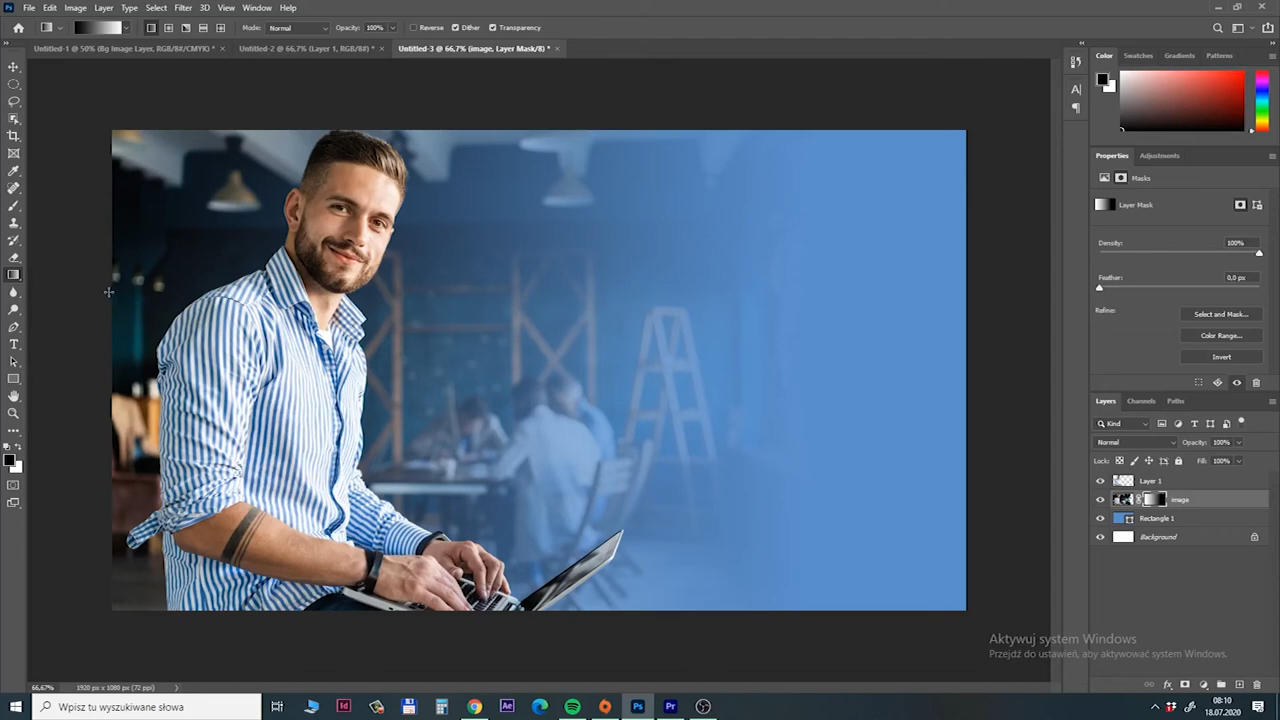 File Edit Image Layer Type Select Filter 3D View Window Help
Mode: Normal Opacity: 100% Reverse Dither Transparency
Untitled-1 @ 50% (Bg Image Layer, RGB/8#/CMYK) * × Untitled-2 @ 66,7% (Layer 1, RGB/8#) * × Untitled-3 @ 66,7% (image, Layer Mask/8) * ×
Color Swatches Gradients Patterns
Properties Adjustments
Masks
Layer Mask
Density: 100%
Feather: 0,0 px
Refine: Select and Mask...
Color Range...
Invert
Layers Channels Paths
Kind
Normal Opacity: 100%
Lock: Fill: 100%
Layer 1
image
Rectangle 1
Background
Aktywuj system Windows
Przejdź do ustawień, aby aktywować system Windows.
66,67% 1920 px x 1080 px (72 ppi)
Wpisz tu wyszukiwane słowo
08:10
18.07.2020